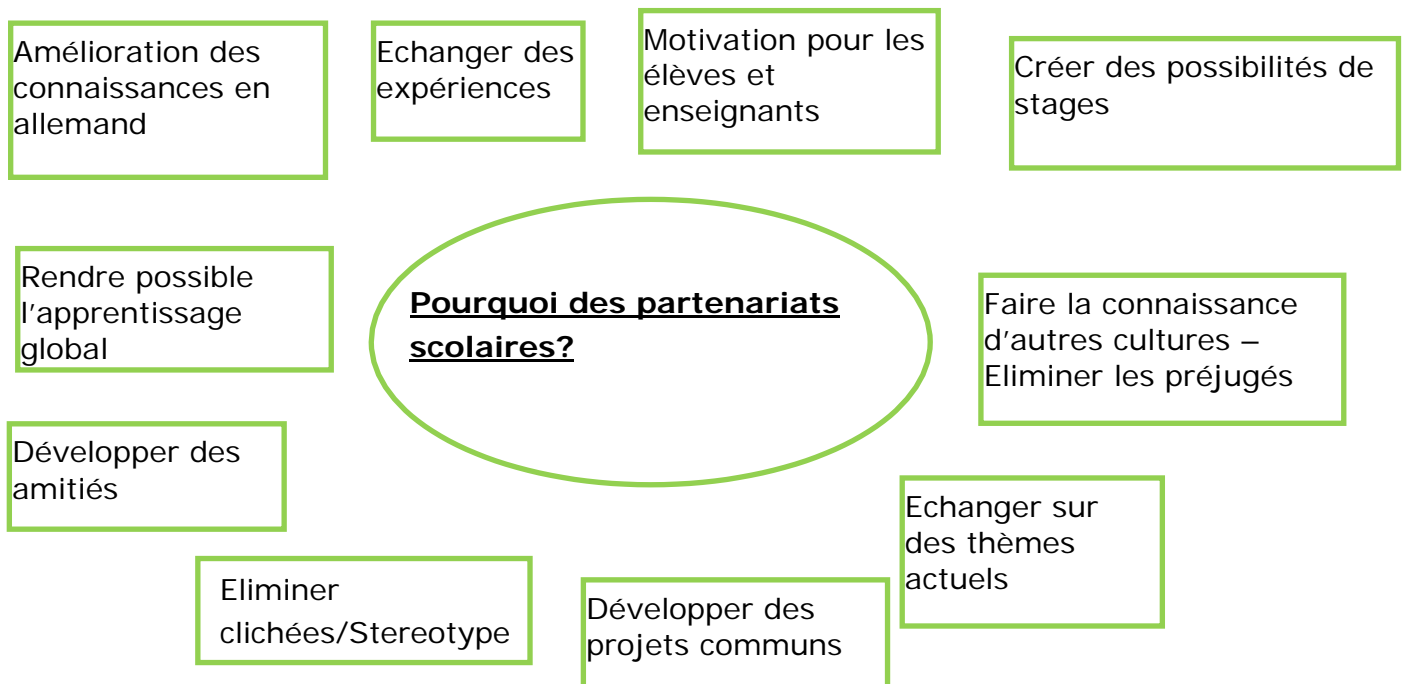 Amélioration des
connaissances en
allemand
Echanger des
expériences
Motivation pour les
élèves et
enseignants
Créer des possibilités de
stages
Rendre possible
l'apprentissage
global
Pourquoi des partenariats
scolaires?
Faire la connaissance
d'autres cultures –
Eliminer les préjugés
Développer des
amitiés
Echanger sur
des thèmes
actuels
Eliminer
clichées/Stereotype
Développer des
projets communs